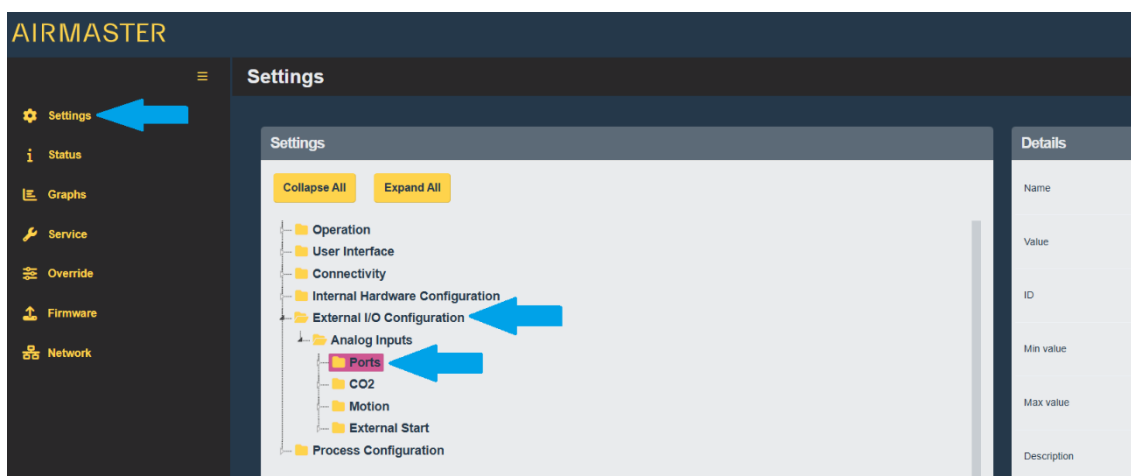 AIRMASTER
Settings
Settings
Status
Graphs
Service
Override
Firmware
Network
Settings
Collapse All
Expand All
Operation
User Interface
Connectivity
Internal Hardware Configuration
External I/O Configuration
Analog Inputs
Ports
CO2
Motion
External Start
Process Configuration
Details
Name
Value
ID
Min value
Max value
Description